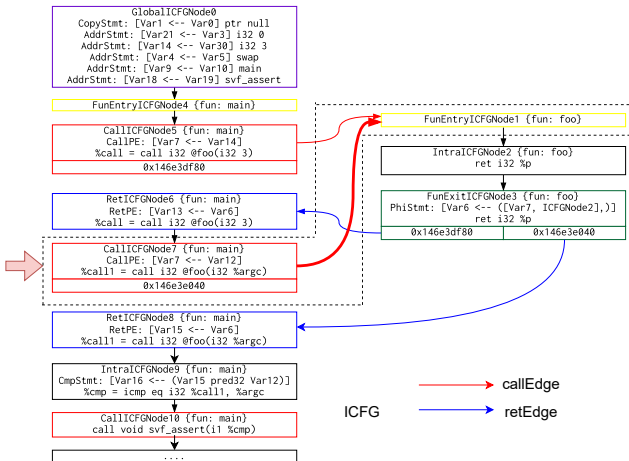 GlobalICFGNode0
CopyStmt: [Var1 <-- Var0] ptr null
AddrStmt: [Var21 <-- Var3] i32 0
AddrStmt: [Var14 <-- Var30] i32 3
AddrStmt: [Var4 <-- Var5] swap
AddrStmt: [Var9 <-- Var10] main
AddrStmt: [Var18 <-- Var19] svf_assert
FunEntryICFGNode4 {fun: main}
CallICFGNode5 {fun: main}
CallPE: [Var7 <-- Var14]
%call = call i32 @foo(i32 3)
0x146e3df80
RetICFGNode6 {fun: main}
RetPE: [Var13 <-- Var6]
%call = call i32 @foo(i32 3)
CallICFGNode7 {fun: main}
CallPE: [Var7 <-- Var12]
%call1 = call i32 @foo(i32 %argc)
0x146e3e040
RetICFGNode8 {fun: main}
RetPE: [Var15 <-- Var6]
%call1 = call i32 @foo(i32 %argc)
IntraICFGNode9 {fun: main}
CmpStmt: [Var16 <-- (Var15 pred32 Var12)]
%cmp = icmp eq i32 %call1, %argc
CallICFGNode10 {fun: main}
call void svf_assert(i1 %cmp)
....
FunEntryICFGNode1 {fun: foo}
IntraICFGNode2 {fun: foo}
ret i32 %p
FunExitICFGNode3 {fun: foo}
PhiStmt: [Var6 <-- ([Var7, ICFGNode2],)]
ret i32 %p
0x146e3df80
0x146e3e040
ICFG
callEdge
retEdge